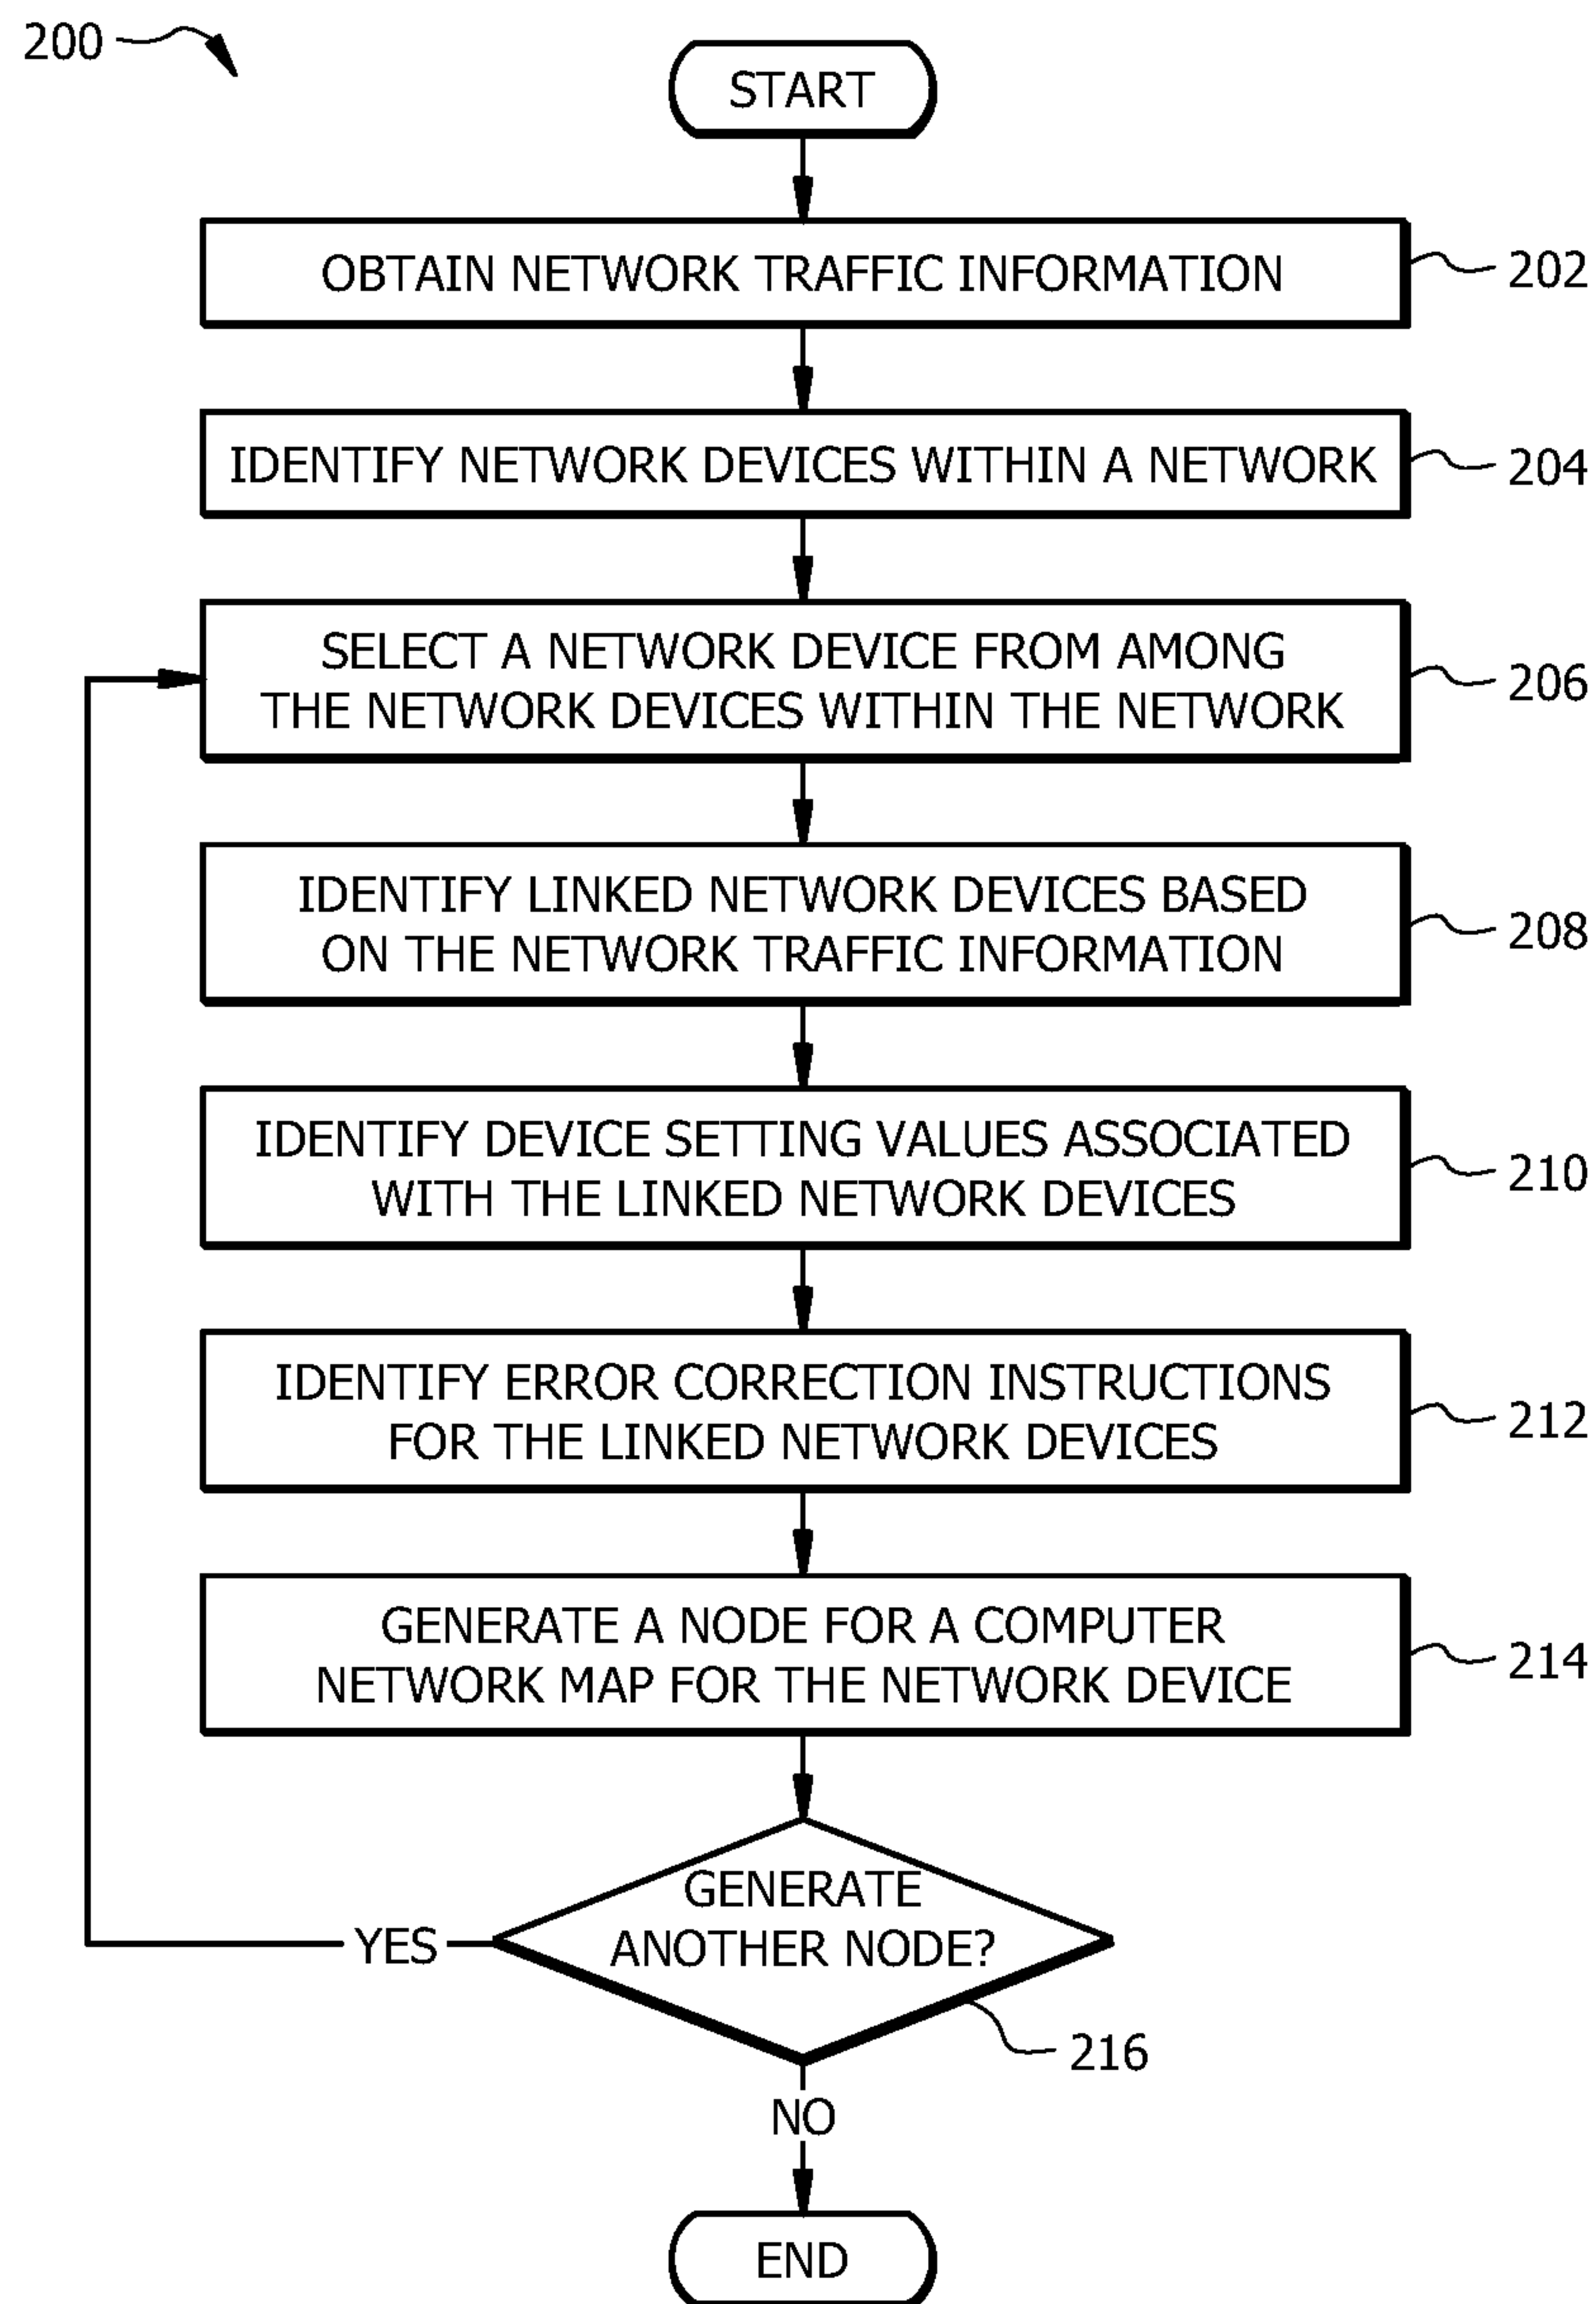 200
START
OBTAIN NETWORK TRAFFIC INFORMATION
202
IDENTIFY NETWORK DEVICES WITHIN A NETWORK
204
SELECT A NETWORK DEVICE FROM AMONG
THE NETWORK DEVICES WITHIN THE NETWORK
206
IDENTIFY LINKED NETWORK DEVICES BASED
ON THE NETWORK TRAFFIC INFORMATION
208
IDENTIFY DEVICE SETTING VALUES ASSOCIATED
WITH THE LINKED NETWORK DEVICES
210
IDENTIFY ERROR CORRECTION INSTRUCTIONS
FOR THE LINKED NETWORK DEVICES
212
GENERATE A NODE FOR A COMPUTER
NETWORK MAP FOR THE NETWORK DEVICE
214
GENERATE
ANOTHER NODE?
YES
216
NO
END